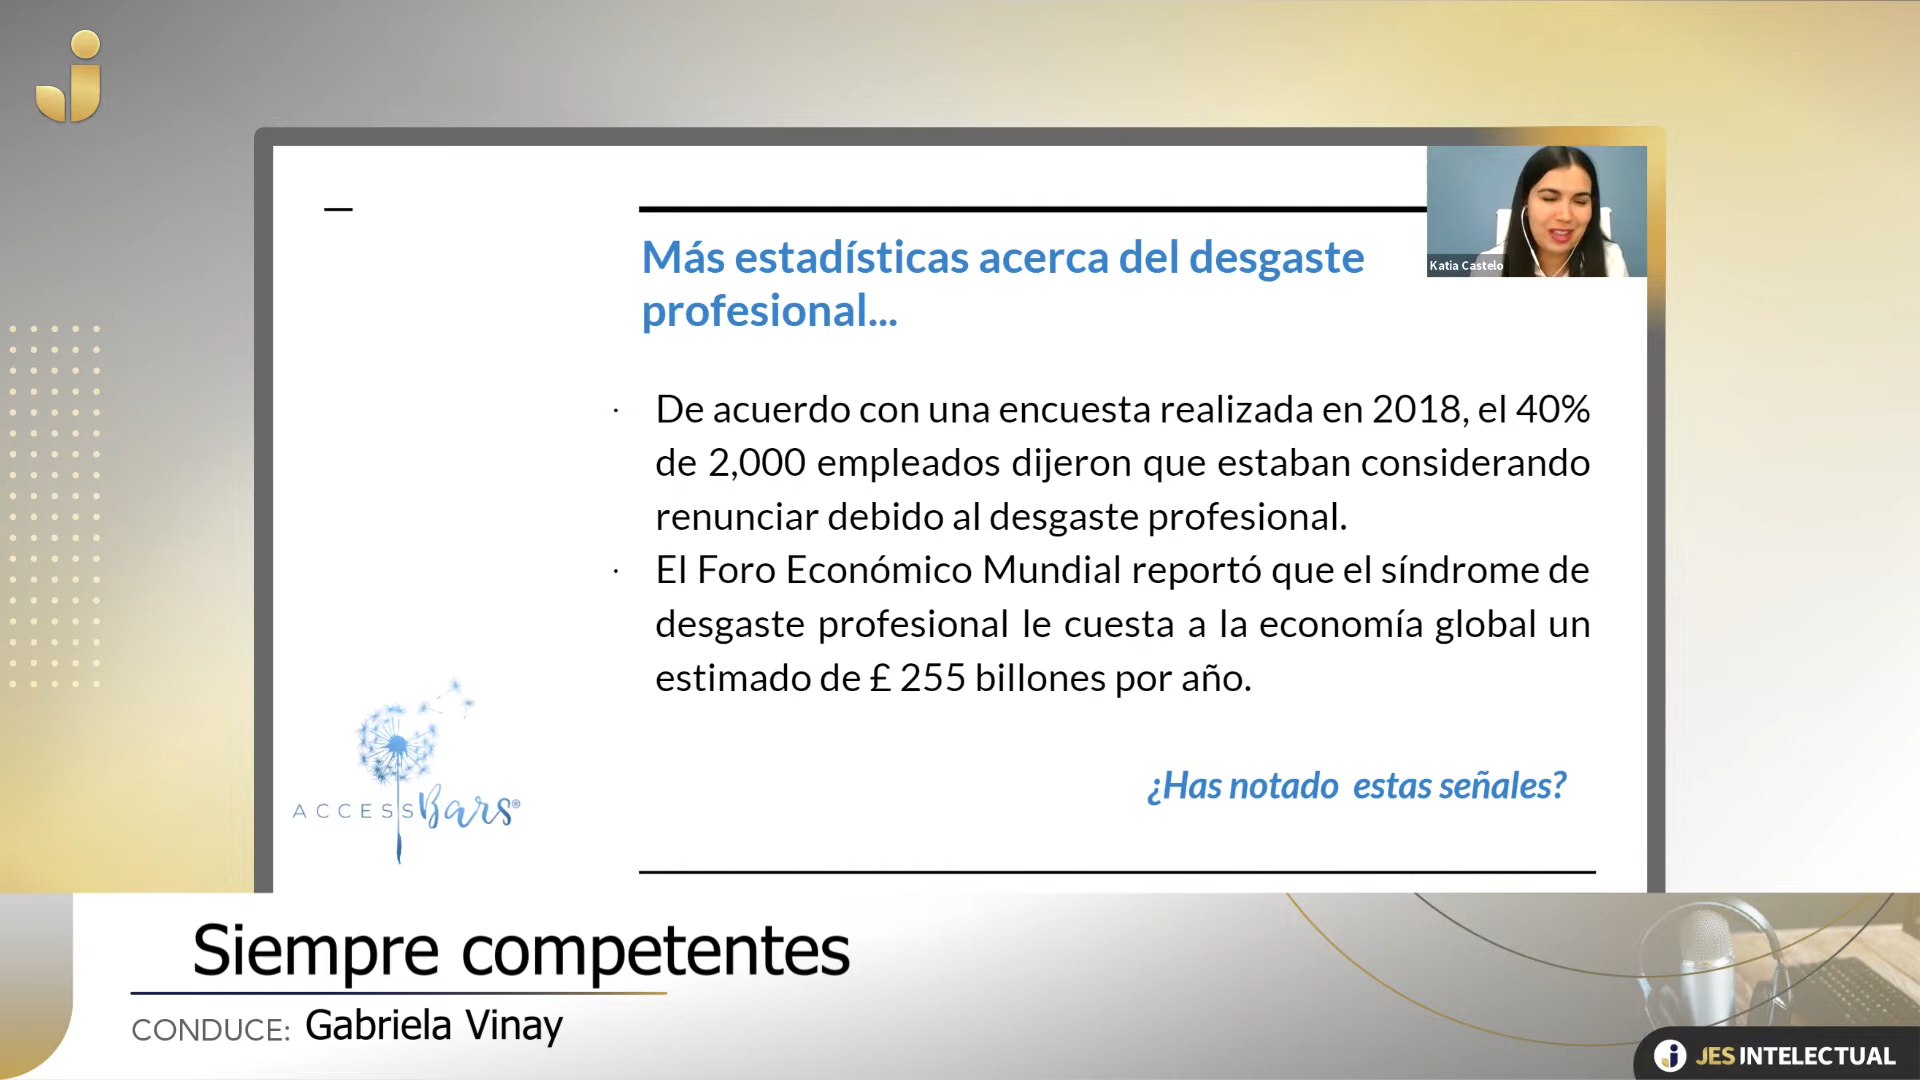 Más estadísticas acerca del desgaste
profesional...
Katia Castelo
· De acuerdo con una encuesta realizada en 2018, el 40%
de 2,000 empleados dijeron que estaban considerando
renunciar debido al desgaste profesional.
· El Foro Económico Mundial reportó que el síndrome de
desgaste profesional le cuesta a la economía global un
estimado de £ 255 billones por año.
¿Has notado estas señales?
ACCESS Bars®
Siempre competentes
CONDUCE: Gabriela Vinay
JES INTELECTUAL